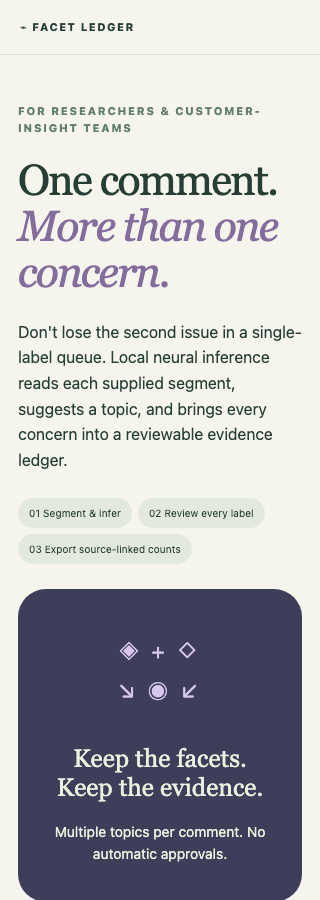 FACET LEDGER
FOR RESEARCHERS & CUSTOMER-
INSIGHT TEAMS
One comment.
More than one
concern.
Don't lose the second issue in a single-
label queue. Local neural inference
reads each supplied segment,
suggests a topic, and brings every
concern into a reviewable evidence
ledger.
01 Segment & infer
02 Review every label
03 Export source-linked counts
Keep the facets.
Keep the evidence.
Multiple topics per comment. No
automatic approvals.